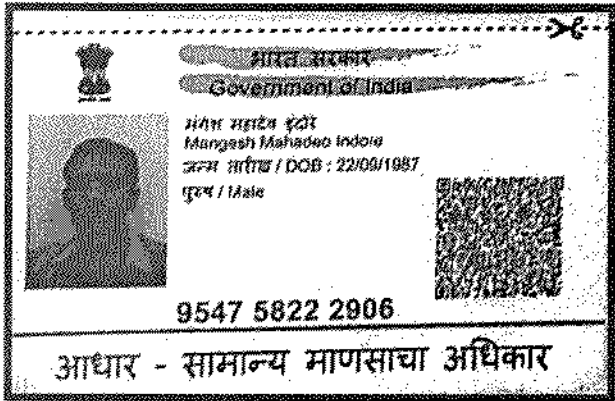 भारत सरकार
Government of India
मंगेश महादेव इंदोरे
Mangesh Mahadeo Indore
जन्म तारीख / DOB : 22/09/1987
पुरुष / Male
9547 5822 2906
आधार - सामान्य माणसाचा अधिकार